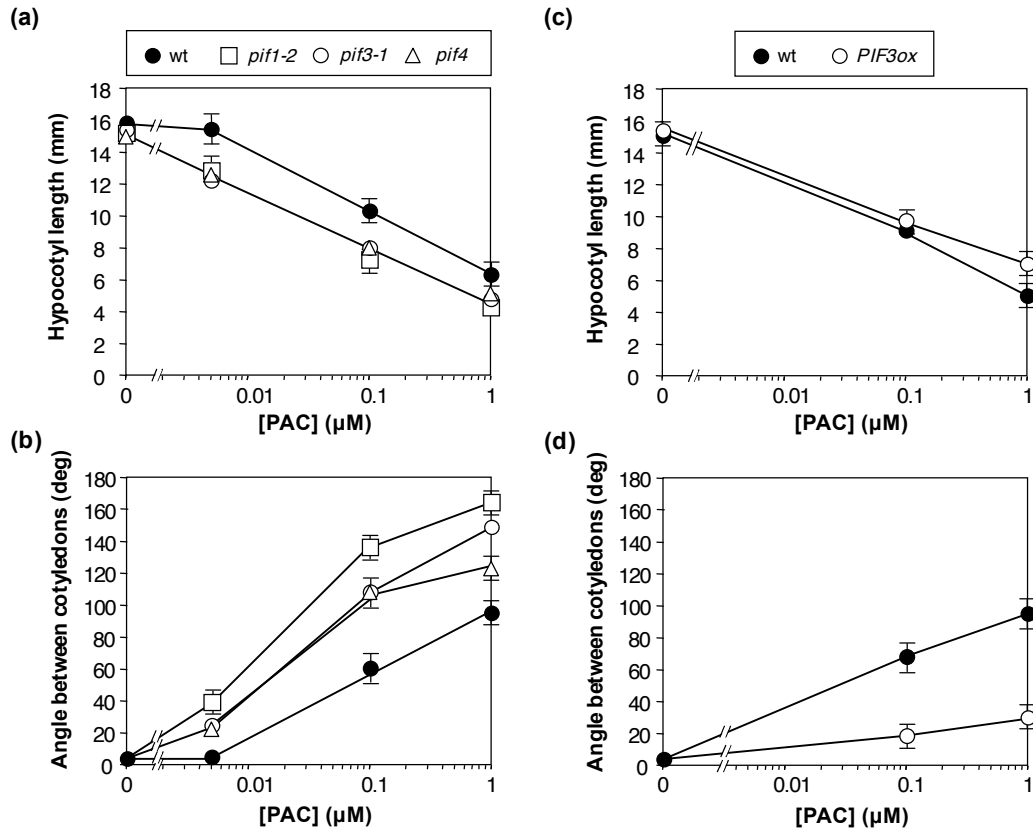 (a)
wt pif1-2 pif3-1 pif4
Hypocotyl length (mm)
18
16
14
12
10
8
6
4
2
0
0 0.01 0.1 1
[PAC] (µM)
(c)
wt PIF3ox
Hypocotyl length (mm)
18
16
14
12
10
8
6
4
2
0
0 0.01 0.1 1
[PAC] (µM)
(b)
Angle between cotyledons (deg)
180
160
140
120
100
80
60
40
20
0
0 0.01 0.1 1
[PAC] (µM)
(d)
Angle between cotyledons (deg)
180
160
140
120
100
80
60
40
20
0
0 0.01 0.1 1
[PAC] (µM)